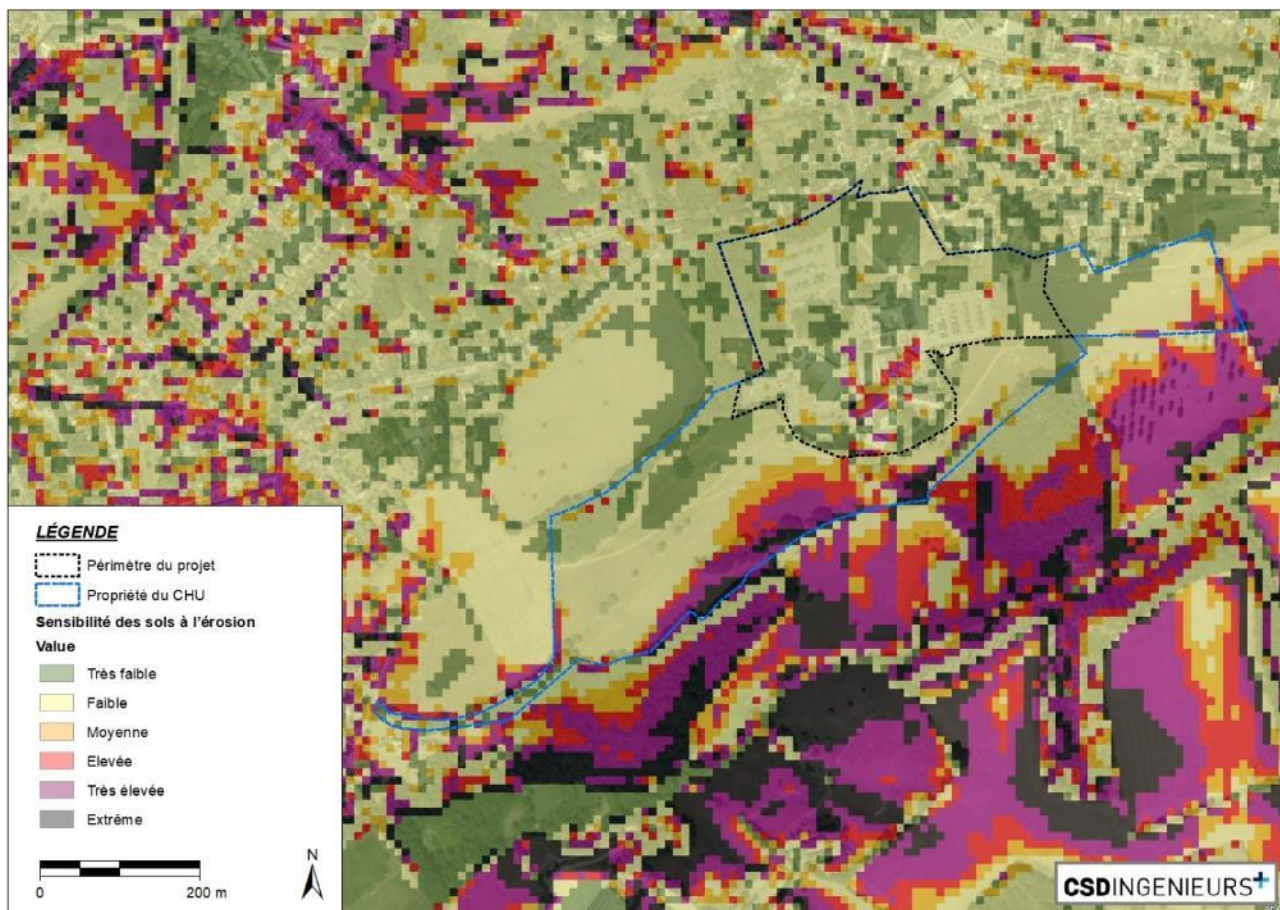 LÉGENDE
Périmètre du projet
Propriété du CHU
Sensibilité des sols à l'érosion
Value
Très faible
Faible
Moyenne
Elevée
Très élevée
Extrême
0 200 m
N
CSDINGENIEURS+